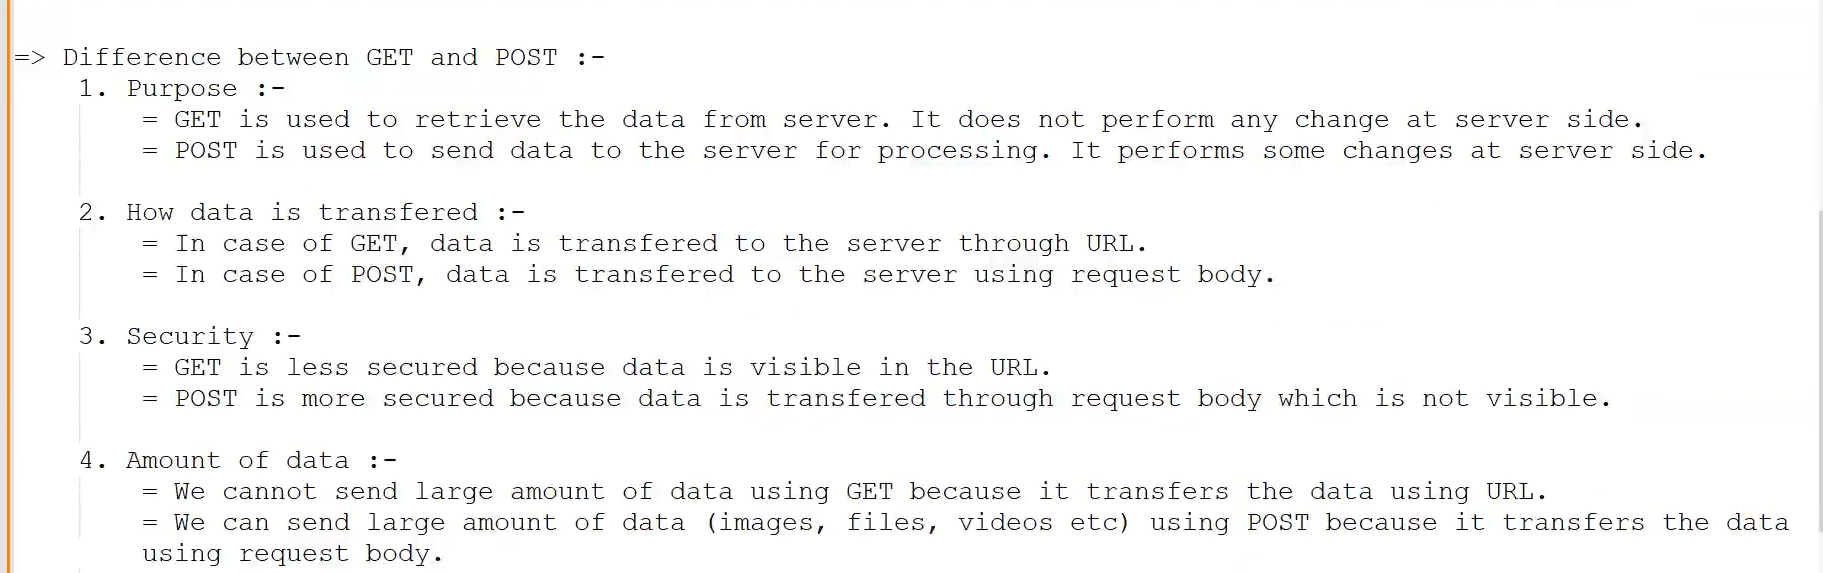 => Difference between GET and POST :-
1. Purpose :-
= GET is used to retrieve the data from server. It does not perform any change at server side.
= POST is used to send data to the server for processing. It performs some changes at server side.
2. How data is transfered :-
= In case of GET, data is transfered to the server through URL.
= In case of POST, data is transfered to the server using request body.
3. Security :-
= GET is less secured because data is visible in the URL.
= POST is more secured because data is transfered through request body which is not visible.
4. Amount of data :-
= We cannot send large amount of data using GET because it transfers the data using URL.
= We can send large amount of data (images, files, videos etc) using POST because it transfers the data
using request body.